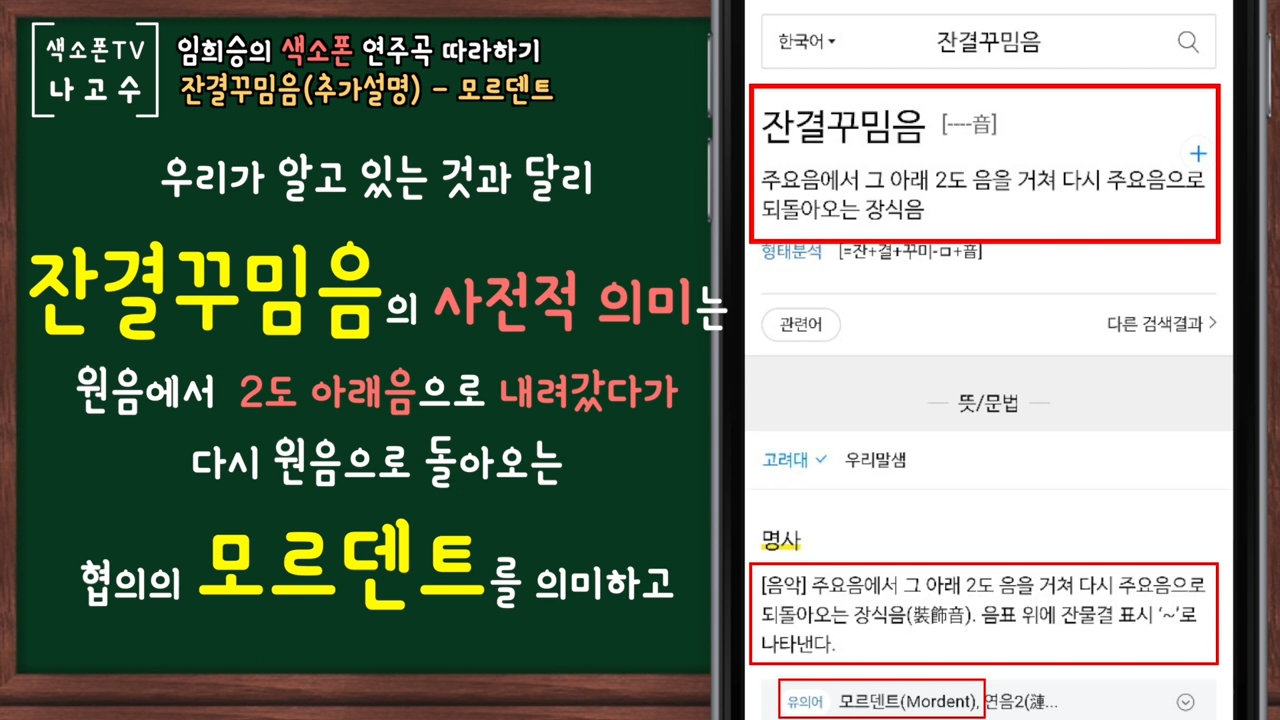 색소폰TV
나고수
임희승의 색소폰 연주곡 따라하기
잔결꾸밈음(추가설명) - 모르덴트
우리가 알고 있는 것과 달리
잔결꾸밈음의 사전적 의미는
원음에서 2도 아래음으로 내려갔다가
다시 원음으로 돌아오는
협의의 모르덴트를 의미하고
한국어
잔결꾸밈음
잔결꾸밈음 [----音]
주요음에서 그 아래 2도 음을 거쳐 다시 주요음으로
되돌아오는 장식음
형태분석 [=잔+결+꾸미-ㅁ+音]
관련어
다른 검색결과 >
뜻/문법
고려대 우리말샘
명사
[음악] 주요음에서 그 아래 2도 음을 거쳐 다시 주요음으로
되돌아오는 장식음(裝飾音). 음표 위에 잔물결 표시 ‘~’로
나타낸다.
유의어 모르덴트(Mordent), 연음2(漣...